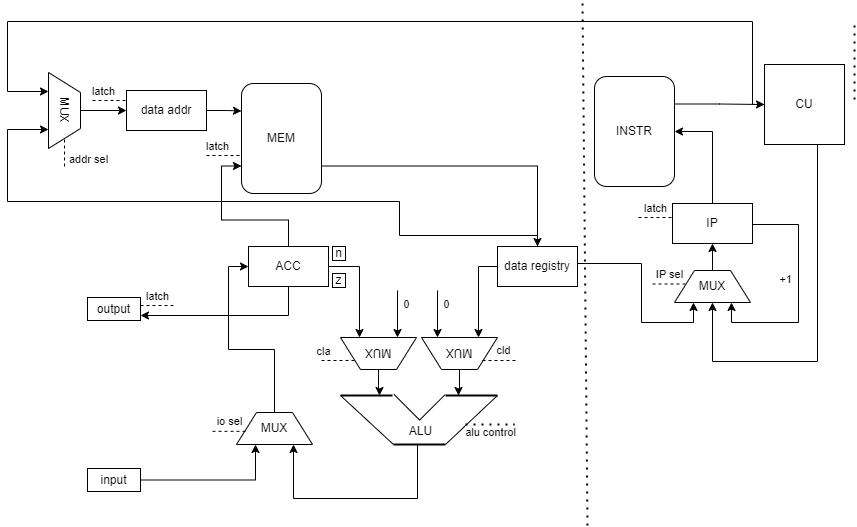 MUX
latch
data addr
addr sel
latch
MEM
INSTR
CU
latch
IP
IP sel
MUX
+1
ACC
n
z
data registry
output
latch
0
0
cla
MUX
MUX
cld
ALU
alu control
io sel
MUX
input